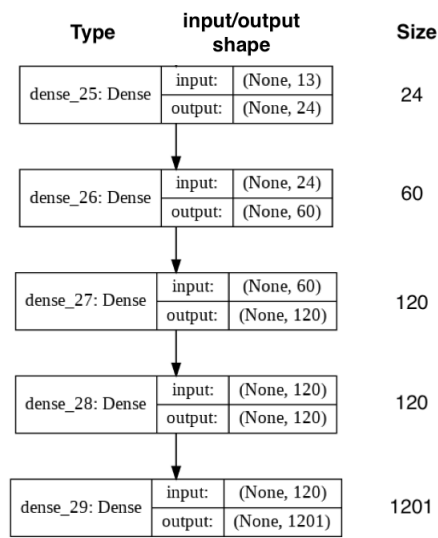 Type input/output shape Size
dense_25: Dense input: (None, 13) 24
output: (None, 24)
dense_26: Dense input: (None, 24) 60
output: (None, 60)
dense_27: Dense input: (None, 60) 120
output: (None, 120)
dense_28: Dense input: (None, 120) 120
output: (None, 120)
dense_29: Dense input: (None, 120) 1201
output: (None, 1201)